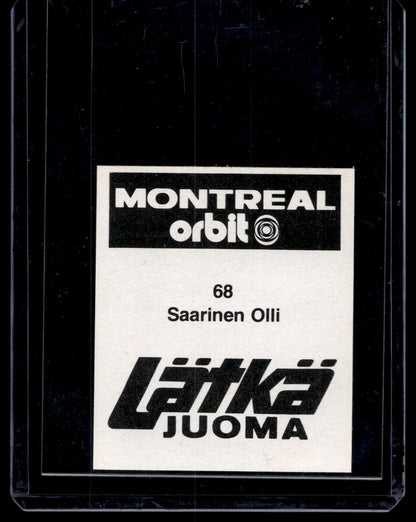 MONTREAL
orbit
68
Saarinen Olli
Lätkä
JUOMA